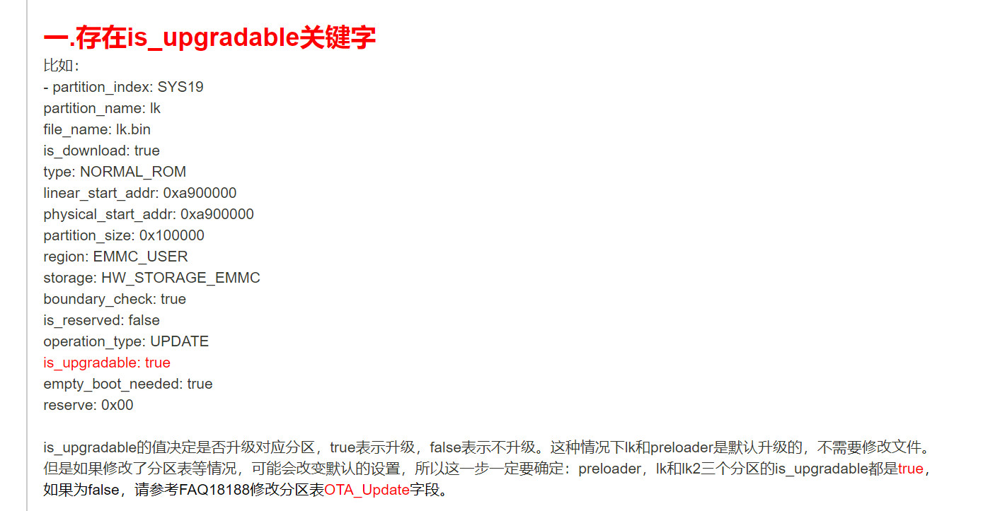 一.存在is_upgradable关键字
比如：
- partition_index: SYS19
partition_name: lk
file_name: lk.bin
is_download: true
type: NORMAL_ROM
linear_start_addr: 0xa900000
physical_start_addr: 0xa900000
partition_size: 0x100000
region: EMMC_USER
storage: HW_STORAGE_EMMC
boundary_check: true
is_reserved: false
operation_type: UPDATE
is_upgradable: true
empty_boot_needed: true
reserve: 0x00
is_upgradable的值决定是否升级对应分区，true表示升级，false表示不升级。这种情况下lk和preloader是默认升级的，不需要修改文件。
但是如果修改了分区表等情况，可能会改变默认的设置，所以这一步一定要确定：preloader，lk和lk2三个分区的is_upgradable都是true，
如果为false，请参考FAQ18188修改分区表OTA_Update字段。